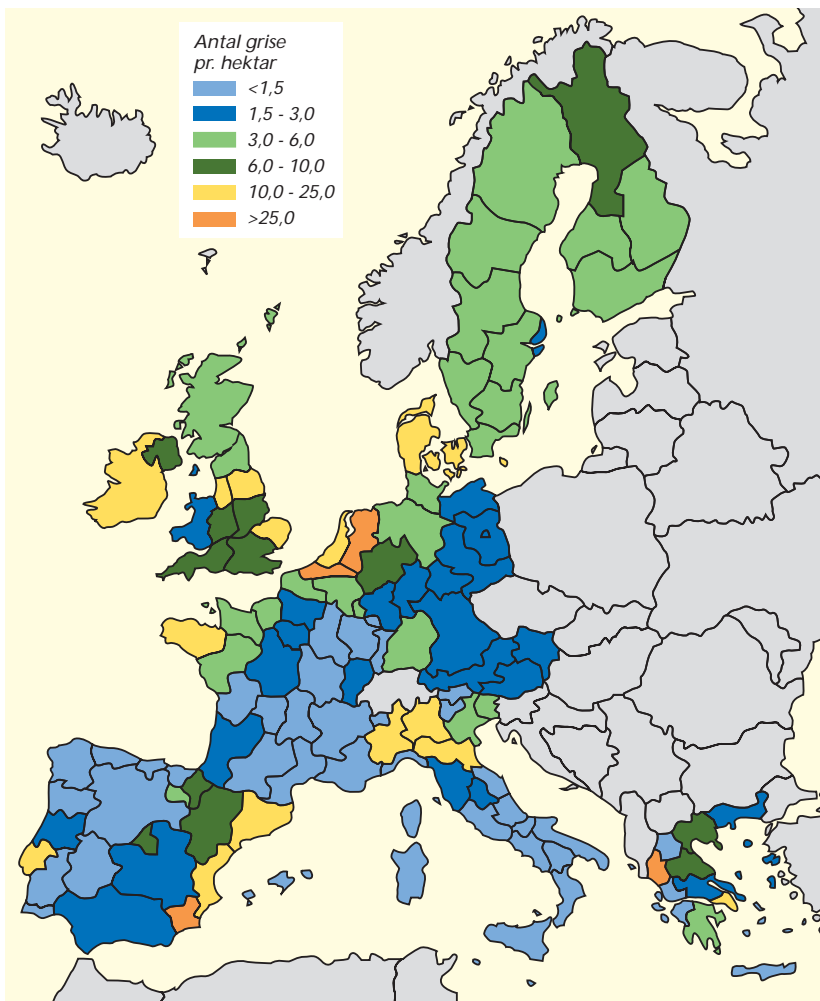 Antal grise
pr. hektar
<1,5
1,5 - 3,0
3,0 - 6,0
6,0 - 10,0
10,0 - 25,0
>25,0